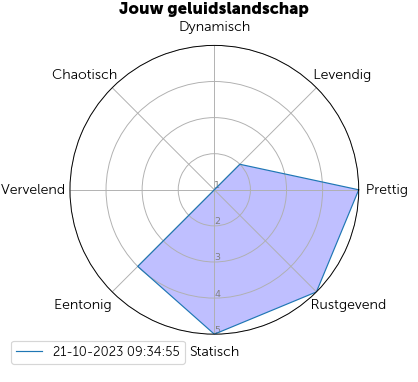 Jouw geluidslandschap
Dynamisch
Chaotisch
Levendig
Vervelend
1
Prettig
2
3
4
5
Eentonig
Rustgevend
Statisch
21-10-2023 09:34:55